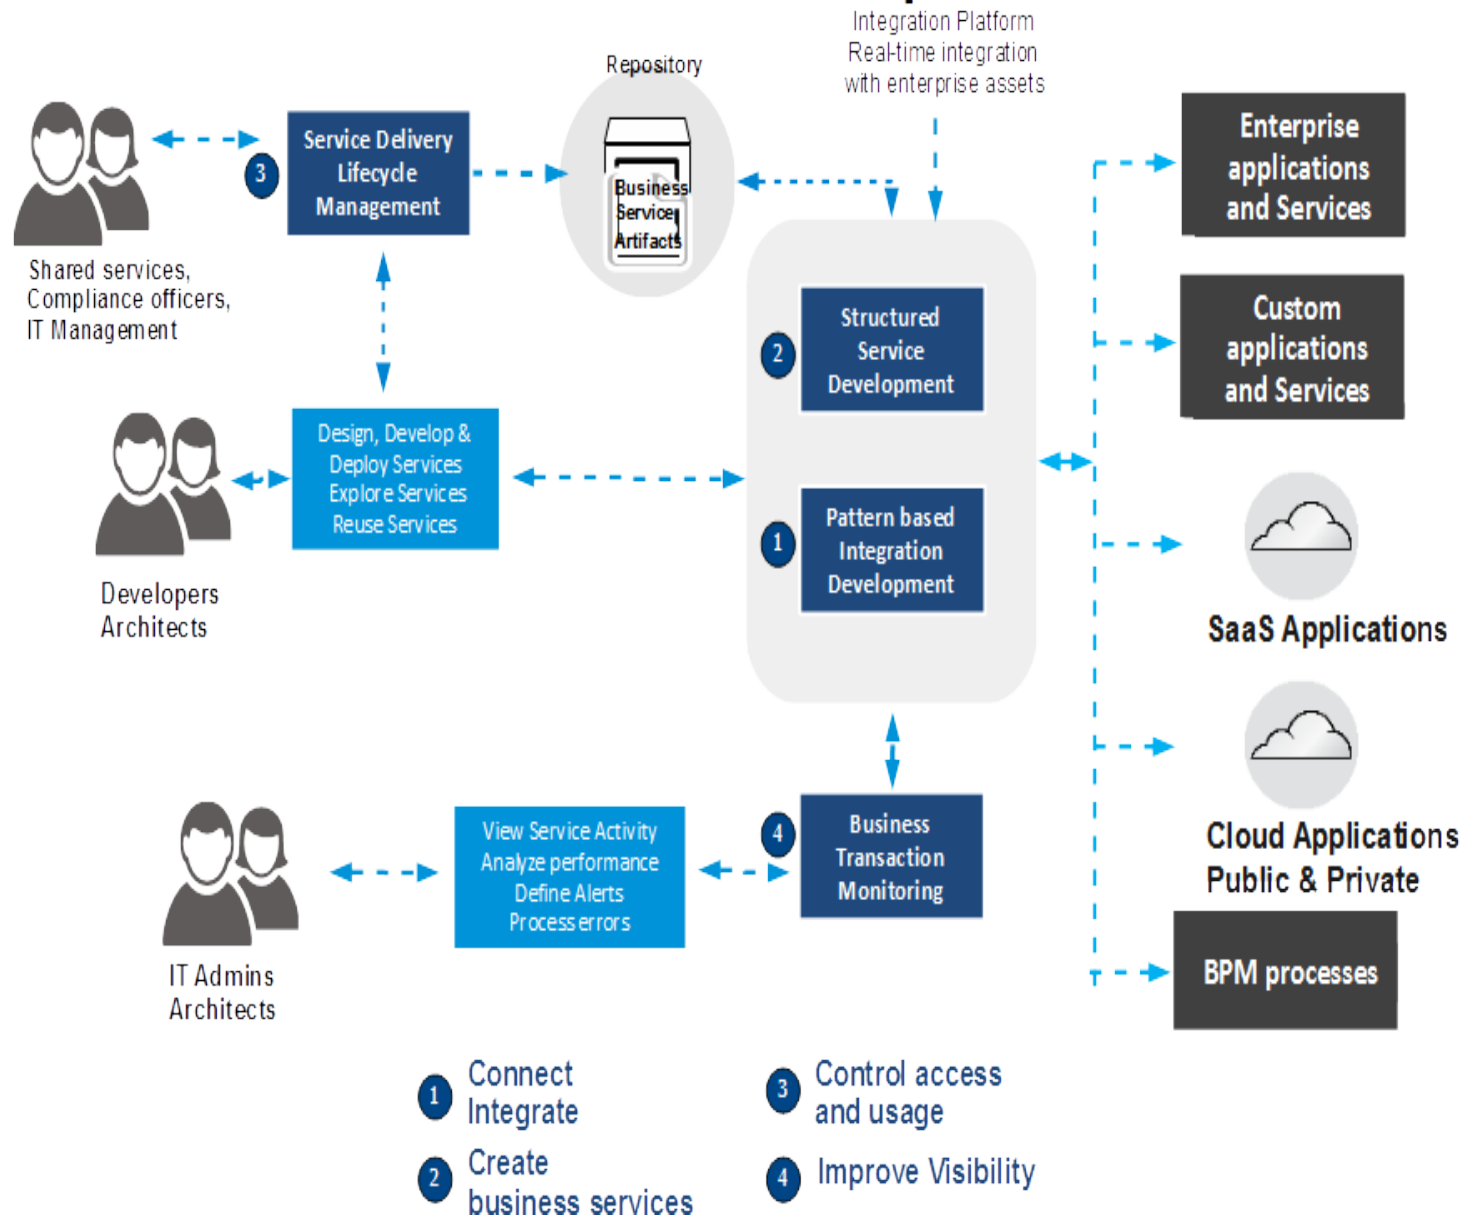 Integration Platform
Real-time integration
with enterprise assets
Repository
Service Delivery
Lifecycle
Management
3
Business
Service
Artifacts
Enterprise
applications
and Services
Shared services,
Compliance officers,
IT Management
Structured
Service
Development
2
Custom
applications
and Services
Design, Develop &
Deploy Services
Explore Services
Reuse Services
Pattern based
Integration
Development
1
Developers
Architects
SaaS Applications
View Service Activity
Analyze performance
Define Alerts
Process errors
4
Business
Transaction
Monitoring
Cloud Applications
Public & Private
IT Admins
Architects
BPM processes
1
Connect
Integrate
2
Create
business services
3
Control access
and usage
4
Improve Visibility